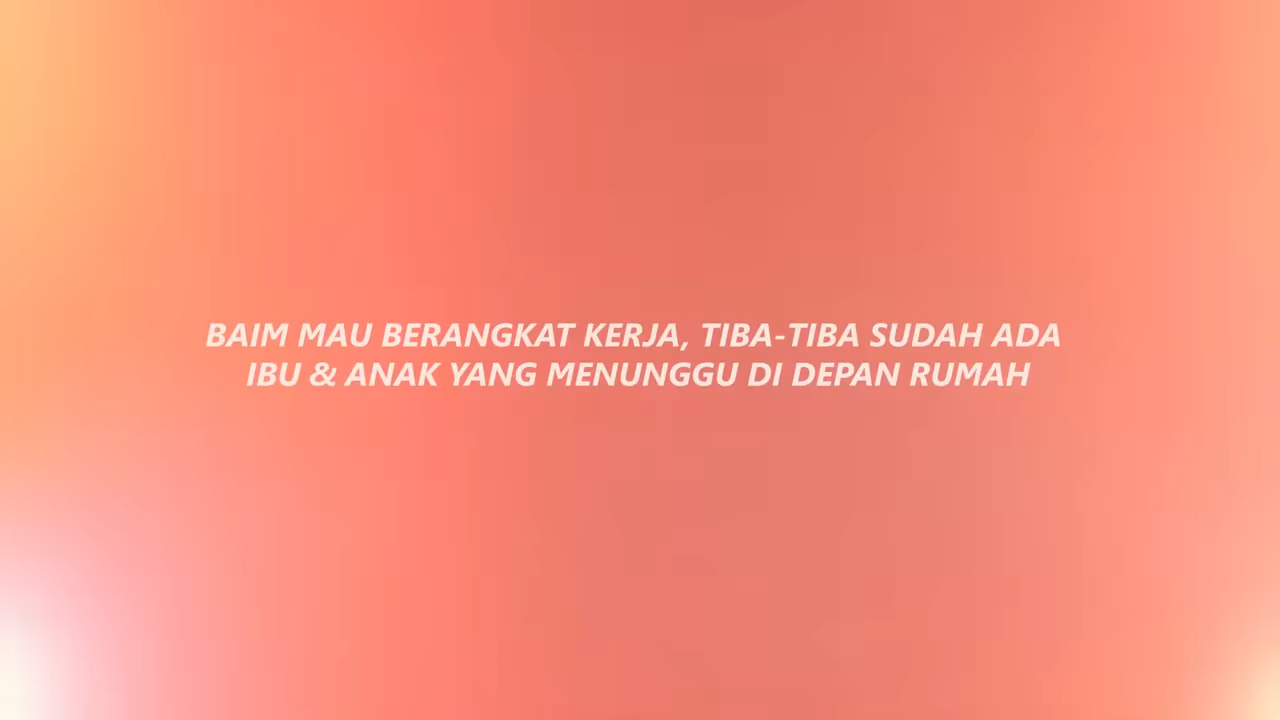 BAIM MAU BERANGKAT KERJA, TIBA-TIBA SUDAH ADA
IBU & ANAK YANG MENUNGGU DI DEPAN RUMAH